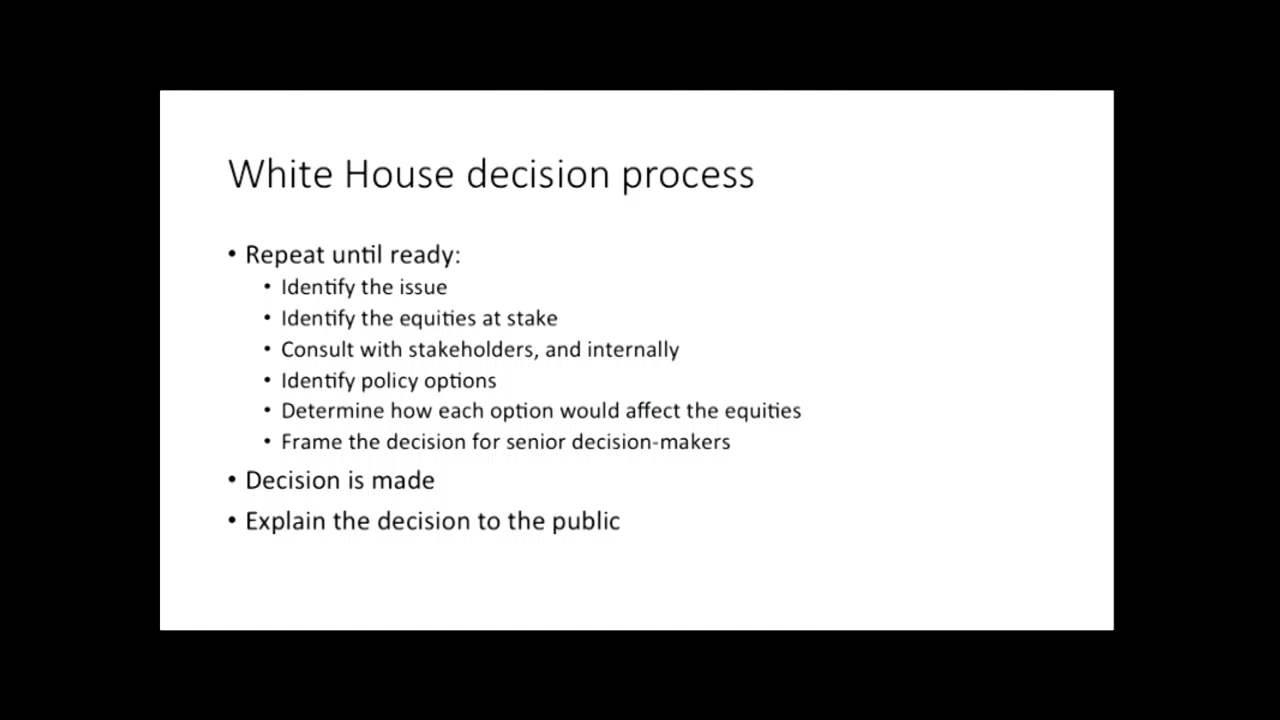 White House decision process
• Repeat until ready:
• Identify the issue
• Identify the equities at stake
• Consult with stakeholders, and internally
• Identify policy options
• Determine how each option would affect the equities
• Frame the decision for senior decision-makers
• Decision is made
• Explain the decision to the public